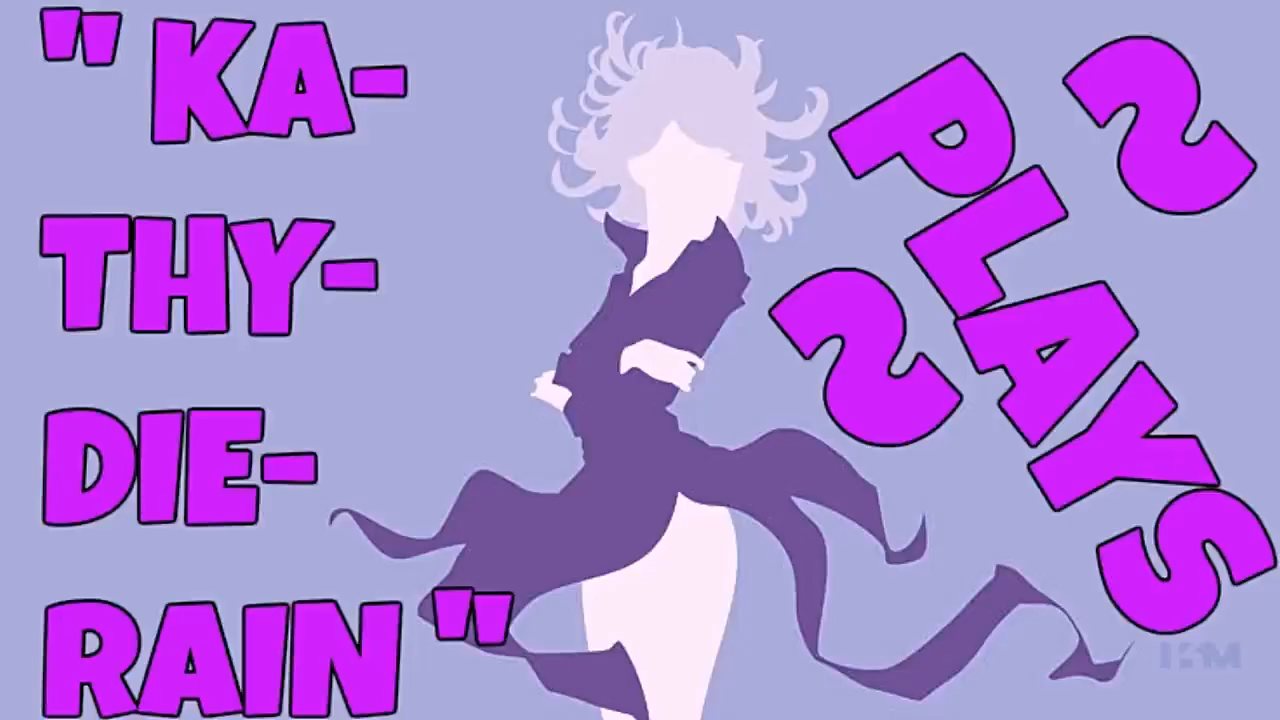 " KA-
THY-
DIE-
RAIN "
~
PLAYS
~